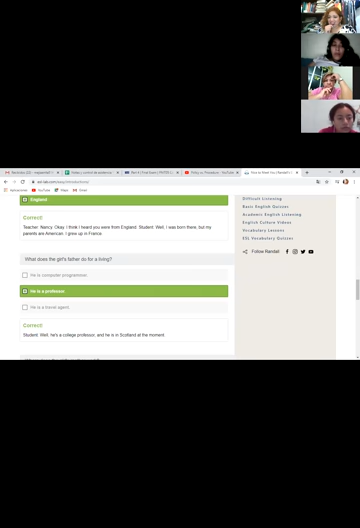 YouTube
Maps
Gmail
England
Correct!
Teacher: Nancy. Okay. I think I heard you were from England. Student: Well, I was born there, but my
parents are American. I grew up in France.
What does the girl's father do for a living?
He is computer programmer.
He is a professor.
He is a travel agent.
Correct!
Student: Well, he's a college professor, and he is in Scotland at the moment.
Difficult Listening
Basic English Quizzes
Academic English Listening
English Culture Videos
Vocabulary Lessons
ESL Vocabulary Quizzes
Follow Randall: